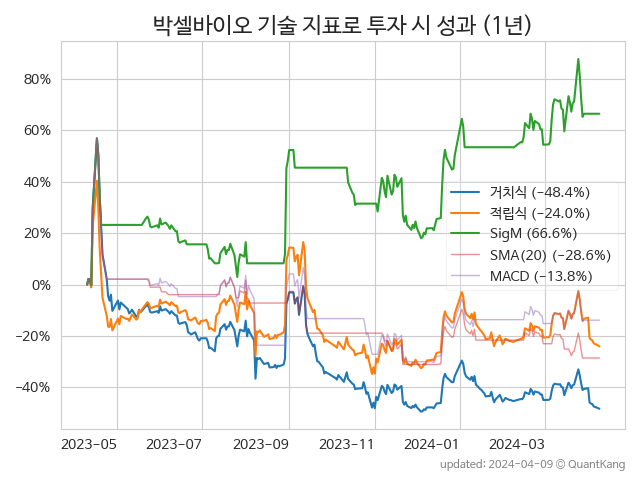 박셀바이오 기술 지표로 투자 시 성과 (1년)
80%
60%
40%
20%
0%
−20%
−40%
거치식 (−48.4%)
적립식 (−24.0%)
SigM (66.6%)
SMA(20) (−28.6%)
MACD (−13.8%)
2023-05 2023-07 2023-09 2023-11 2024-01 2024-03
updated: 2024-04-09 © QuantKang